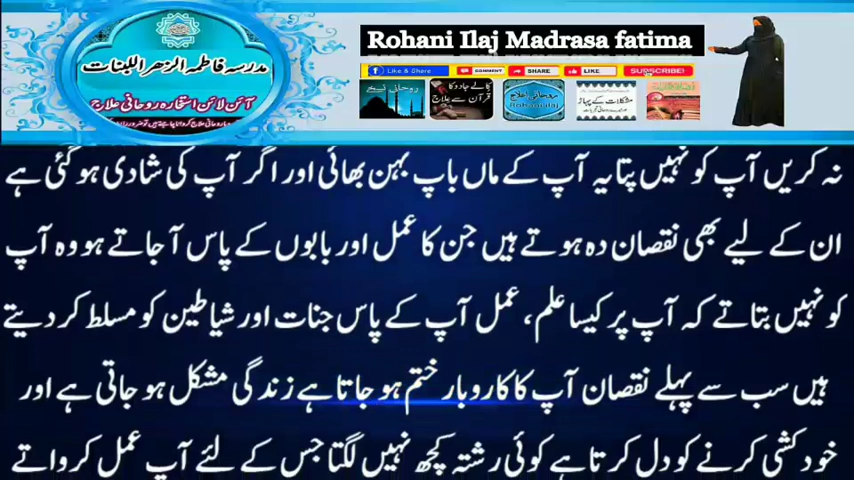 مدرسہ فاطمہ الزھرا للبنات
آن لائن استخارہ روحانی علاج
Rohani Ilaj Madrasa fatima
Like & Share
COMMENT
SHARE
LIKE
SUBSCRIBE!
نہ کریں آپ کو نہیں پتا یہ آپ کے ماں باپ بہن بھائی اور اگر آپ کی شادی ہو گئی ہے
ان کے لیے بھی نقصان دہ ہوتے ہیں جن کا عمل اور بابوں کے پاس آ جاتے ہو وہ آپ
کو نہیں بتاتے کہ آپ پر کیسا علم، عمل آپ کے پاس جنات اور شیاطین کو مسلط کر دیتے
ہیں سب سے پہلے نقصان آپ کا کاروبار ختم ہو جاتا ہے زندگی مشکل ہو جاتی ہے اور
خودکشی کرنے کو دل کرتا ہے کوئی رشتہ کچھ نہیں لگتا جس کے لئے آپ عمل کرواتے